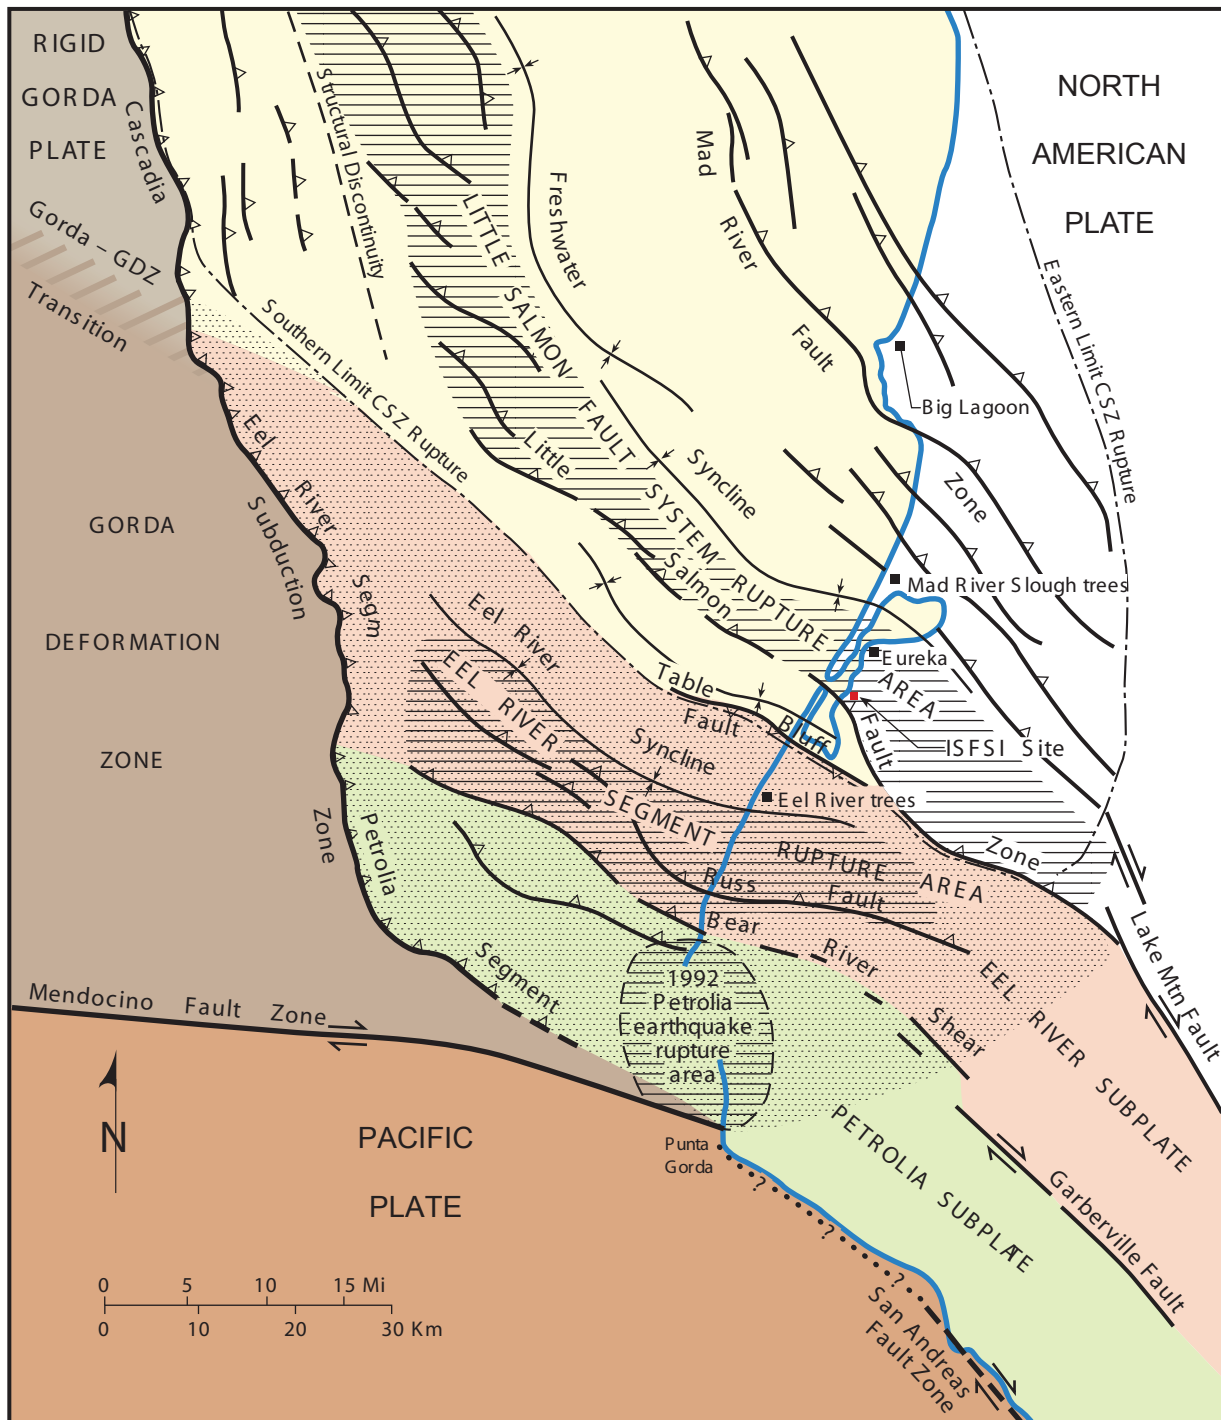 RIGID
GORDA
PLATE
Cascadia
Subduction
Zone
Gorda – GDZ
Transition
Structural Discontinuity
Southern Limit CSZ Rupture
LITTLE SALMON FAULT SYSTEM RUPTURE AREA
Freshwater Syncline
Mad River Fault Zone
NORTH
AMERICAN
PLATE
Eastern Limit CSZ Rupture
Big Lagoon
Mad River Slough trees
Eureka
ISFSI Site
Little Salmon Fault Zone
Table Bluff
Fault
Eel River Segm
Eel River
Syncline
EEL RIVER SEGMENT RUPTURE AREA
Eel River trees
GORDA
DEFORMATION
ZONE
Petrolia Segment
Russ Fault
Bear River Shear
EEL RIVER SUBPLATE
Lake Mtn Fault
1992
Petrolia
earthquake
rupture
area
Mendocino Fault Zone
PETROLIA SUBPLATE
Garberville Fault
N
PACIFIC
PLATE
Punta
Gorda
?
?
?
San Andreas
Fault Zone
0 5 10 15 Mi
0 10 20 30 Km